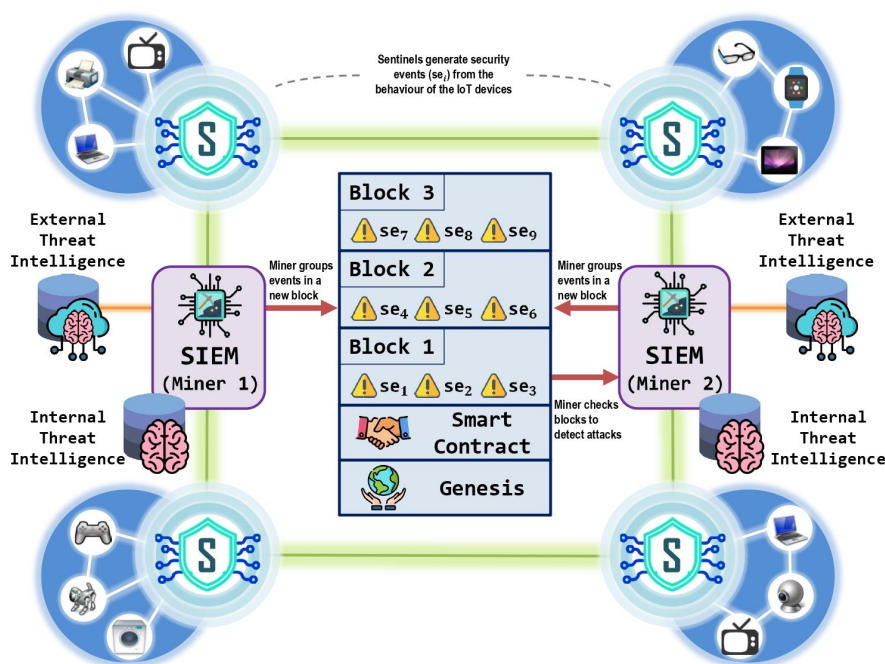 Sentinels generate security
events (seᵢ) from the
behaviour of the IoT devices
S
S
External
Threat
Intelligence
Miner groups
events in a
new block
SIEM
(Miner 1)
Internal
Threat
Intelligence
Block 3
se₇ se₈ se₉
Block 2
se₄ se₅ se₆
Block 1
se₁ se₂ se₃
Smart
Contract
Genesis
Miner groups
events in a
new block
Miner checks
blocks to
detect attacks
SIEM
(Miner 2)
External
Threat
Intelligence
Internal
Threat
Intelligence
S
S